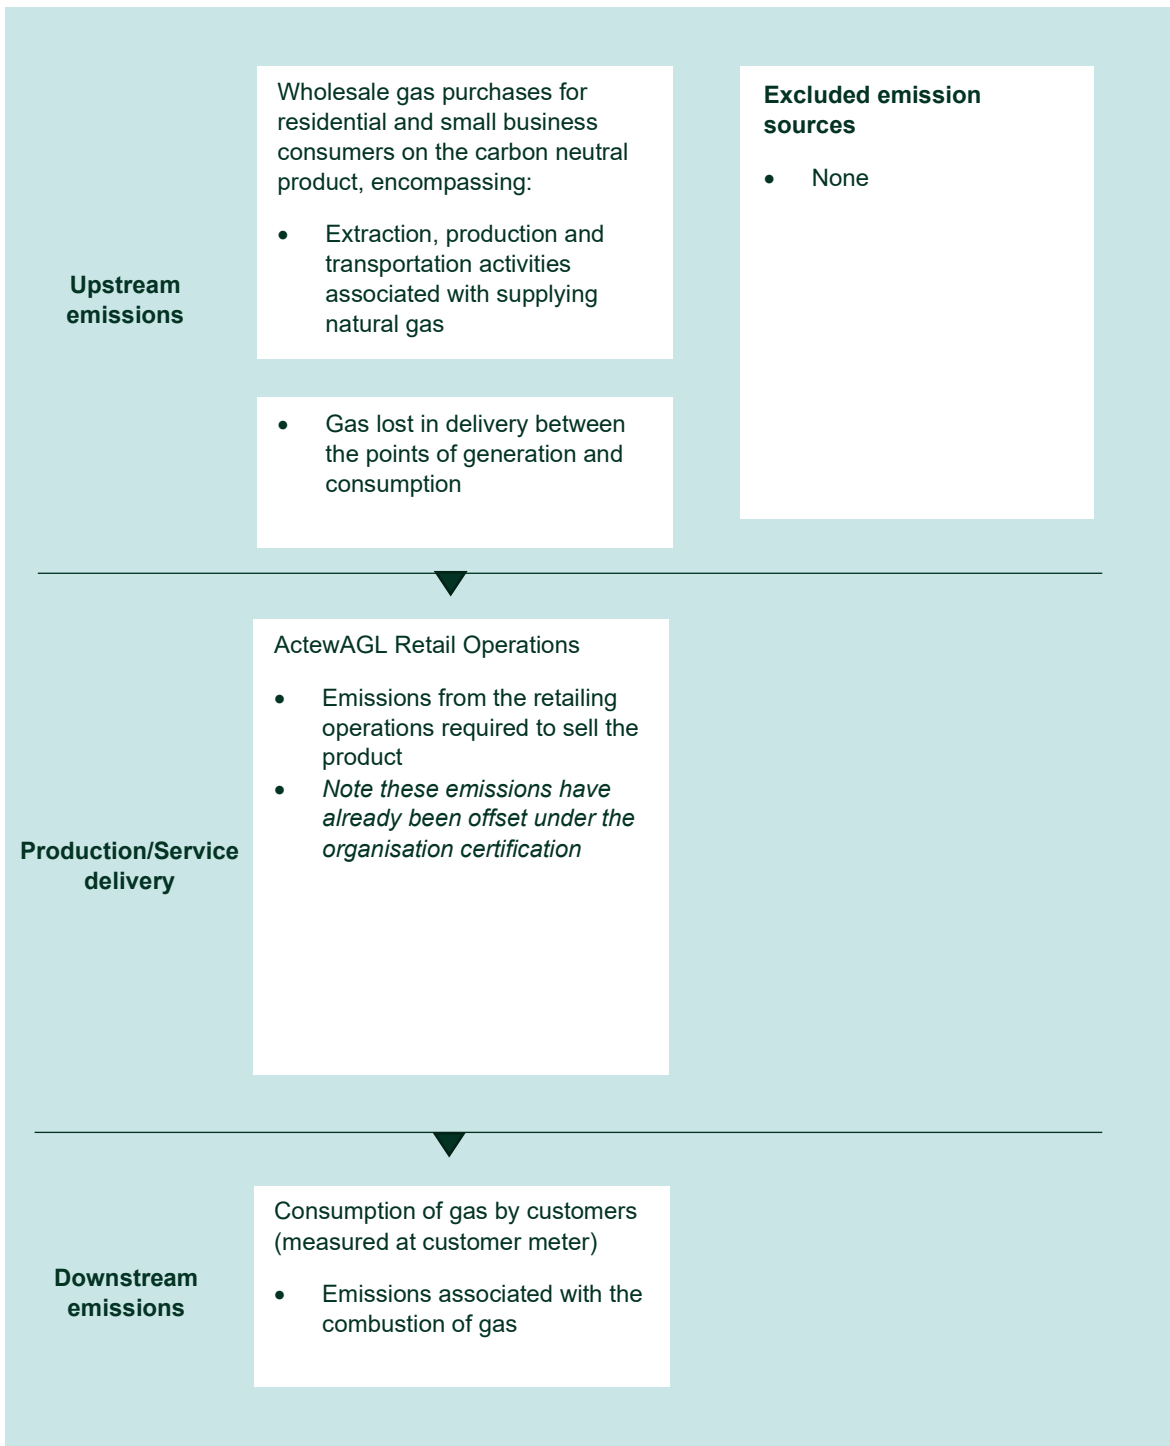 Wholesale gas purchases for
residential and small business
consumers on the carbon neutral
product, encompassing:
• Extraction, production and
transportation activities
associated with supplying
natural gas
Excluded emission
sources
• None
Upstream
emissions
• Gas lost in delivery between
the points of generation and
consumption
ActewAGL Retail Operations
• Emissions from the retailing
operations required to sell the
product
• Note these emissions have
already been offset under the
organisation certification
Production/Service
delivery
Consumption of gas by customers
(measured at customer meter)
• Emissions associated with the
combustion of gas
Downstream
emissions